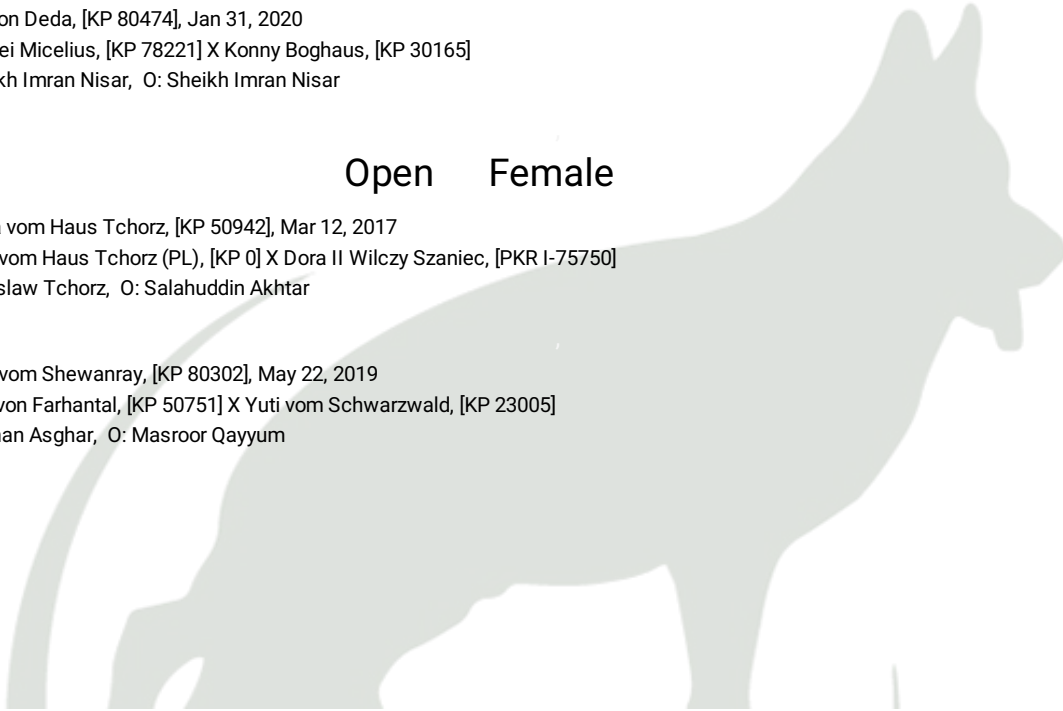 on Deda, [KP 80474], Jan 31, 2020
ei Micelius, [KP 78221] X Konny Boghaus, [KP 30165]
kh Imran Nisar, O: Sheikh Imran Nisar
Open Female
vom Haus Tchorz, [KP 50942], Mar 12, 2017
vom Haus Tchorz (PL), [KP 0] X Dora II Wilczy Szaniec, [PKR I-75750]
slaw Tchorz, O: Salahuddin Akhtar
vom Shewanray, [KP 80302], May 22, 2019
von Farhantal, [KP 50751] X Yuti vom Schwarzwald, [KP 23005]
an Asghar, O: Masroor Qayyum